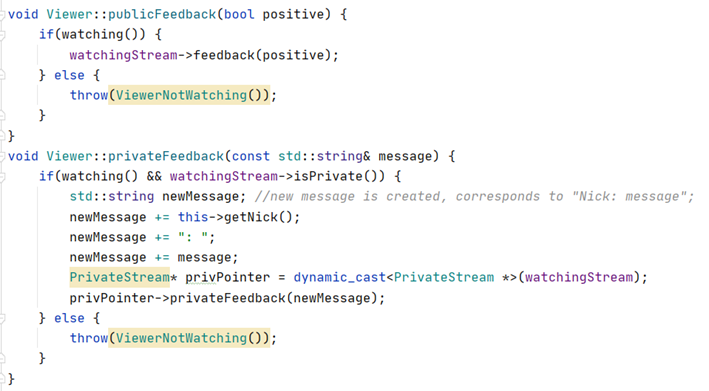 void Viewer::publicFeedback(bool positive) {
    if(watching()) {
        watchingStream->feedback(positive);
    } else {
        throw(ViewerNotWatching());
    }
}
void Viewer::privateFeedback(const std::string& message) {
    if(watching() && watchingStream->isPrivate()) {
        std::string newMessage; //new message is created, corresponds to "Nick: message";
        newMessage += this->getNick();
        newMessage += ": ";
        newMessage += message;
        PrivateStream* privPointer = dynamic_cast<PrivateStream *>(watchingStream);
        privPointer->privateFeedback(newMessage);
    } else {
        throw(ViewerNotWatching());
    }
}